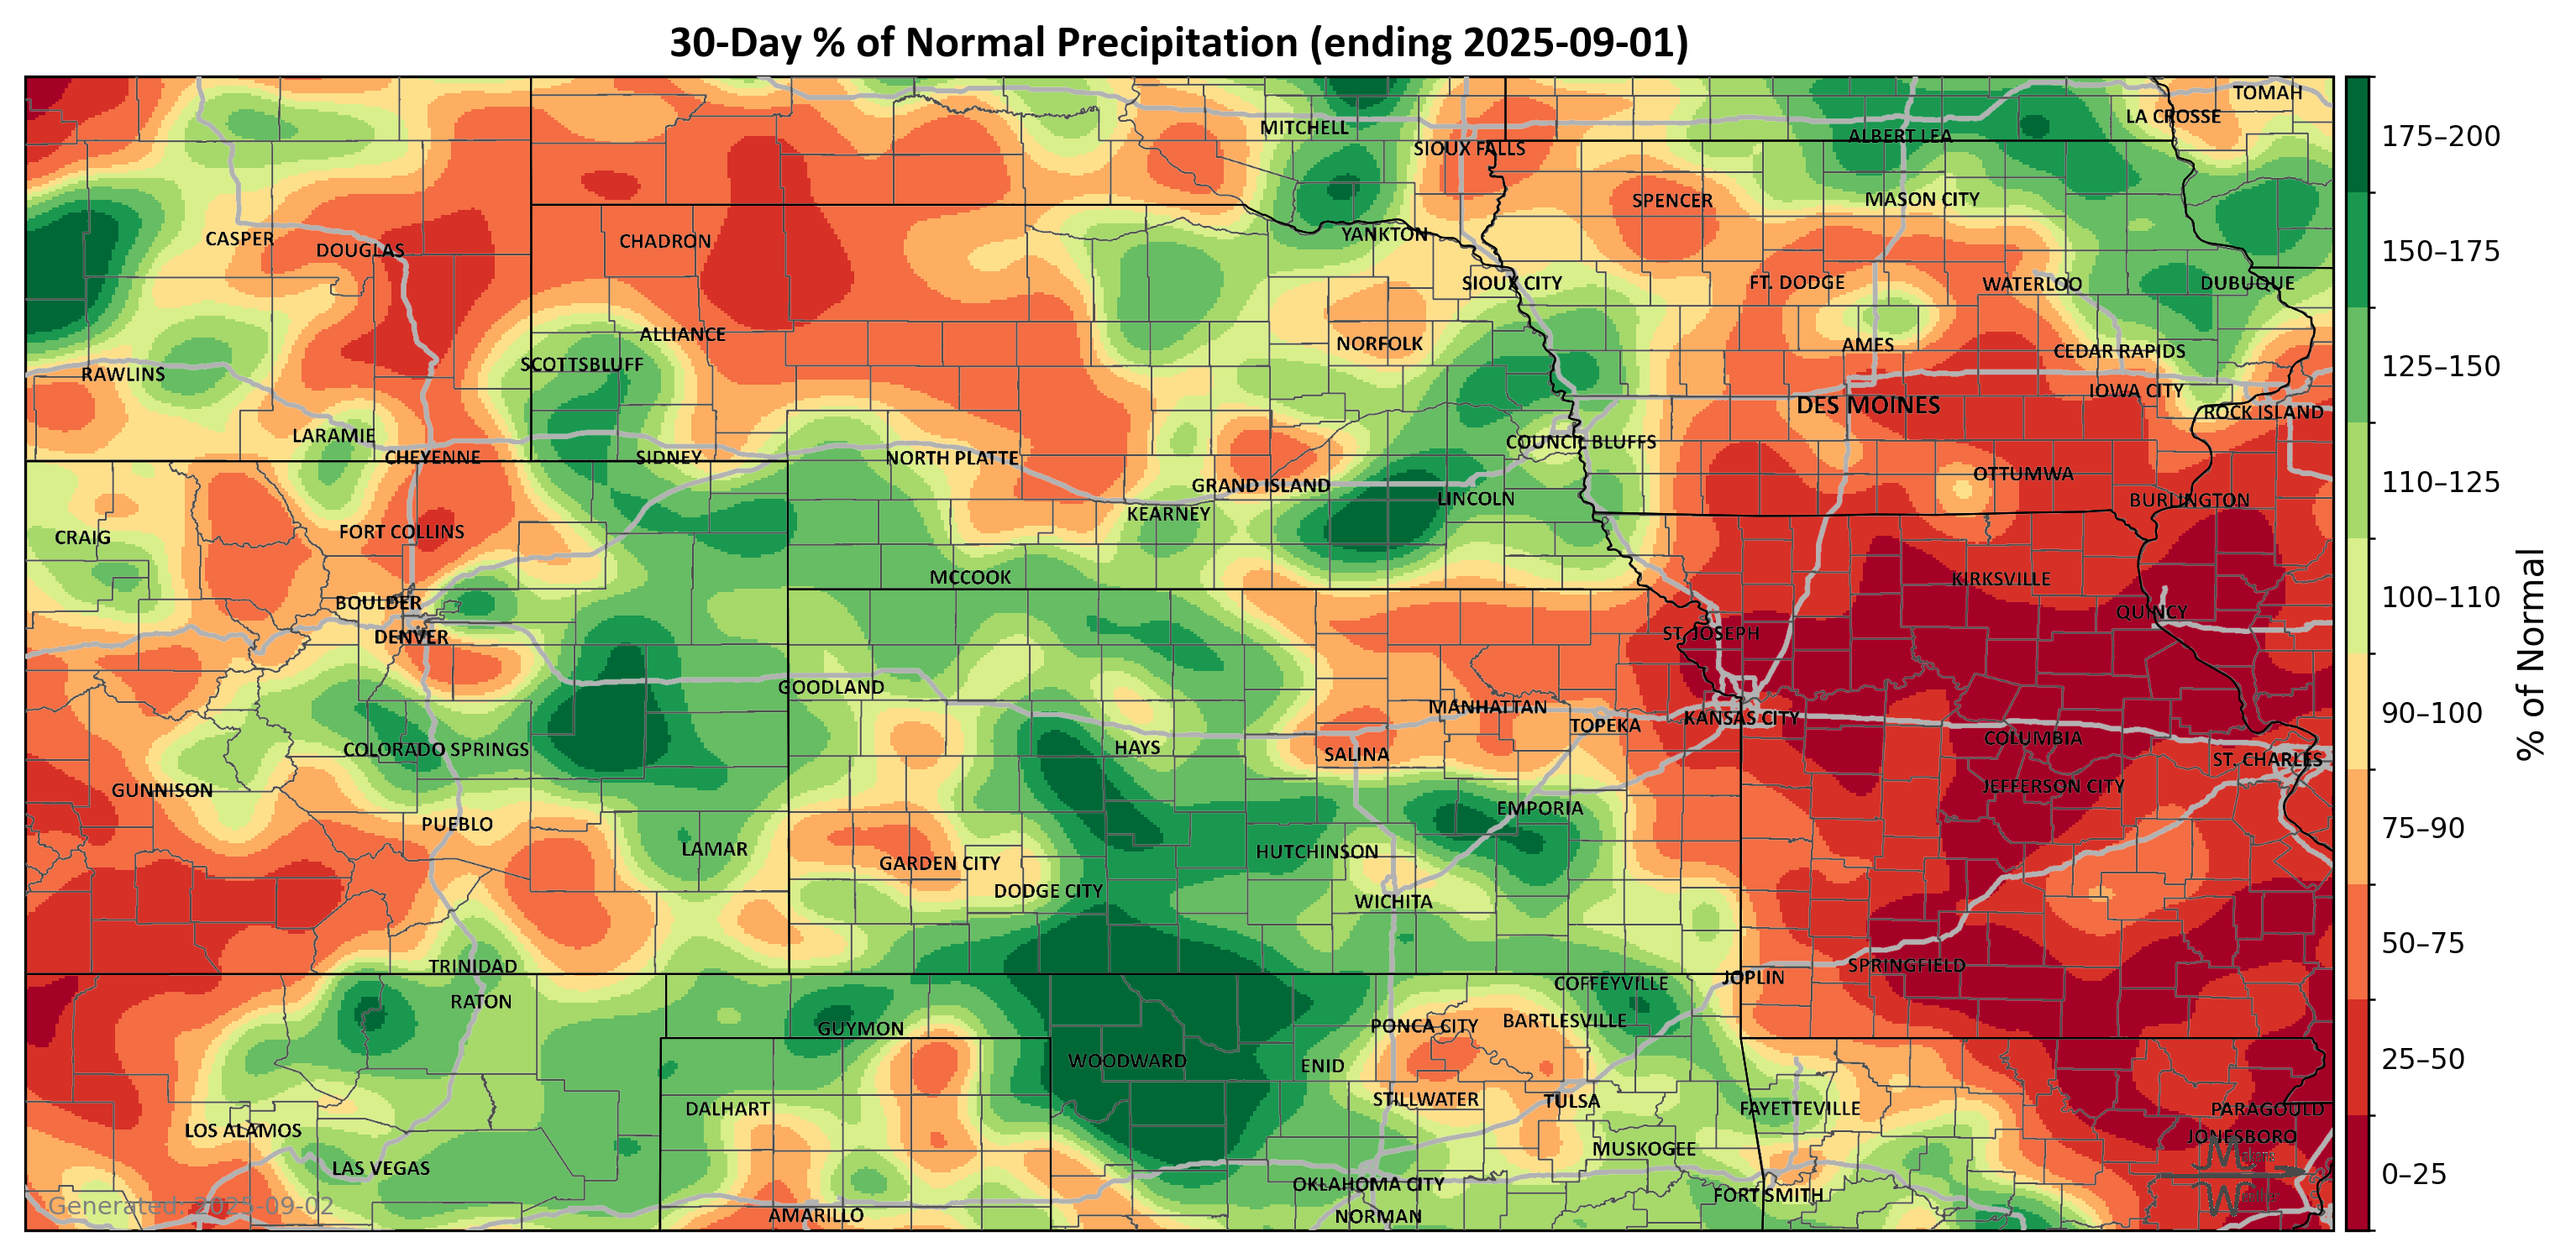 30-Day % of Normal Precipitation (ending 2025-09-01)
TOMAH
LA CROSSE
MITCHELL
ALBERT LEA
SIOUX FALLS
SPENCER
MASON CITY
YANKTON
CASPER
DOUGLAS
CHADRON
SIOUX CITY
FT. DODGE
WATERLOO
DUBUQUE
ALLIANCE
NORFOLK
AMES
CEDAR RAPIDS
SCOTTSBLUFF
RAWLINS
IOWA CITY
DES MOINES
ROCK ISLAND
LARAMIE
COUNCIL BLUFFS
CHEYENNE
SIDNEY
NORTH PLATTE
OTTUMWA
GRAND ISLAND
LINCOLN
BURLINGTON
KEARNEY
FORT COLLINS
CRAIG
MCCOOK
KIRKSVILLE
BOULDER
QUINCY
DENVER
ST. JOSEPH
GOODLAND
MANHATTAN
KANSAS CITY
TOPEKA
COLUMBIA
COLORADO SPRINGS
HAYS
SALINA
ST. CHARLES
GUNNISON
JEFFERSON CITY
EMPORIA
PUEBLO
LAMAR
HUTCHINSON
GARDEN CITY
DODGE CITY
WICHITA
TRINIDAD
SPRINGFIELD
JOPLIN
COFFEYVILLE
RATON
GUYMON
PONCA CITY
BARTLESVILLE
WOODWARD
ENID
STILLWATER
TULSA
DALHART
FAYETTEVILLE
PARAGOULD
LOS ALAMOS
JONESBORO
MUSKOGEE
LAS VEGAS
OKLAHOMA CITY
FORT SMITH
AMARILLO
NORMAN
Generated: 2025-09-02
175–200
150–175
125–150
110–125
100–110
90–100
75–90
50–75
25–50
0–25
% of Normal